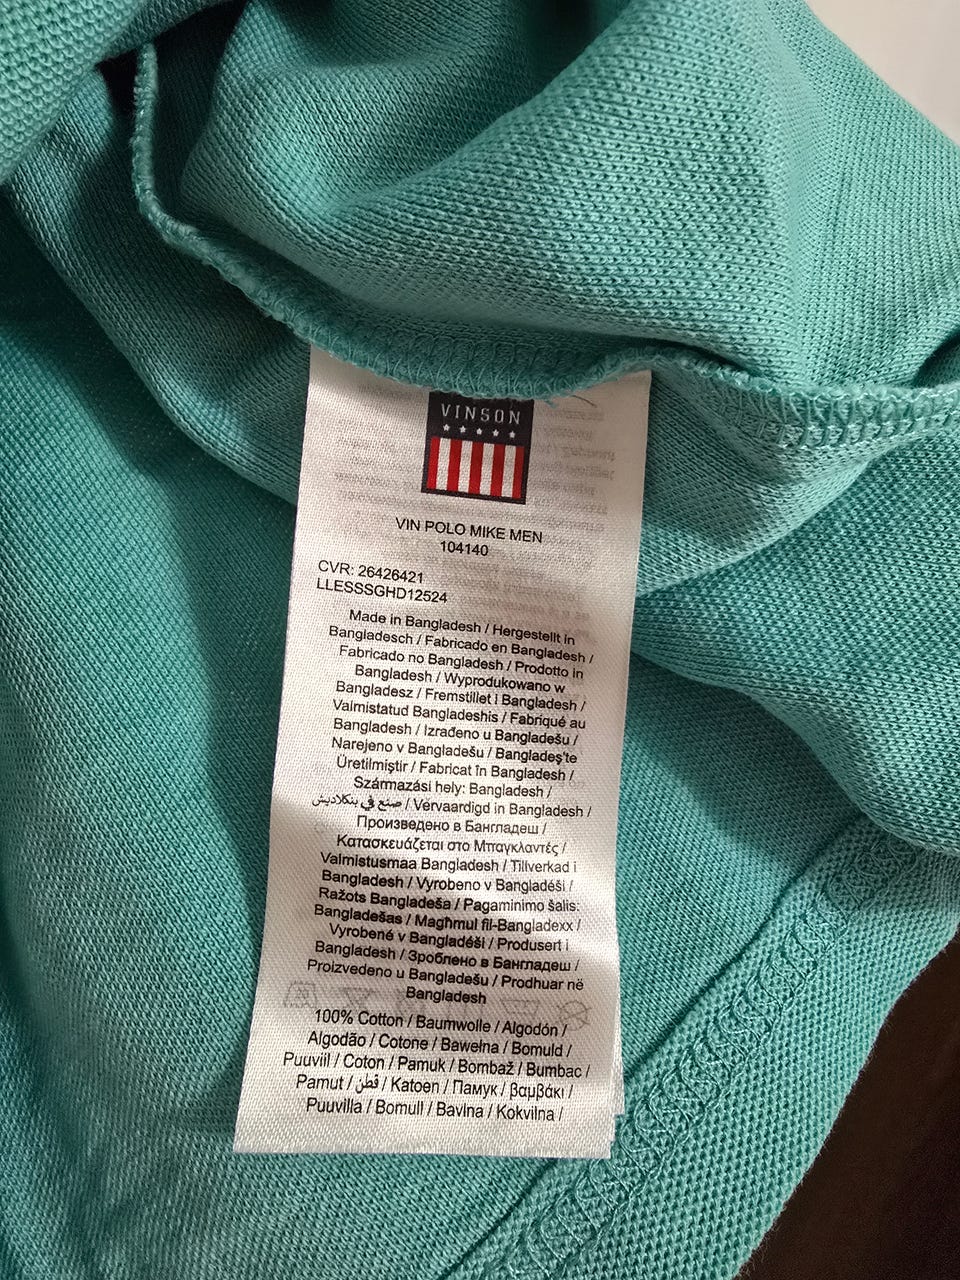 VINSON
VIN POLO MIKE MEN
104140
CVR: 26426421
LLESSSGHD12524
Made in Bangladesh / Hergestellt in
Bangladesch / Fabricado en Bangladesh /
Fabricado no Bangladesh / Prodotto in
Bangladesh / Wyprodukowano w
Bangladesz / Fremstillet i Bangladesh /
Valmistatud Bangladeshis / Fabriqué au
Bangladesh / Izrađeno u Bangladešu /
Narejeno v Bangladešu / Bangladeş'te
Üretilmiştir / Fabricat în Bangladesh /
Származási hely: Bangladesh /
صنع في بنكلاديش / Vervaardigd in Bangladesh /
Произведено в Бангладеш /
Κατασκευάζεται στο Μπαγκλαντές /
Valmistusmaa Bangladesh / Tillverkad i
Bangladesh / Vyrobeno v Bangladéši /
Ražots Bangladeša / Pagaminimo šalis:
Bangladešas / Magħmul fil-Bangladexx /
Vyrobené v Bangladéši / Produsert i
Bangladesh / Зроблено в Бангладеш /
Proizvedeno u Bangladešu / Prodhuar në
Bangladesh
100% Cotton / Baumwolle / Algodón /
Algodão / Cotone / Bawełna / Bomuld /
Puuvill / Coton / Pamuk / Bombaž / Bumbac /
Pamut / قطن / Katoen / Памук / βαμβάκι /
Puuvilla / Bomull / Bavlna / Kokvilna /